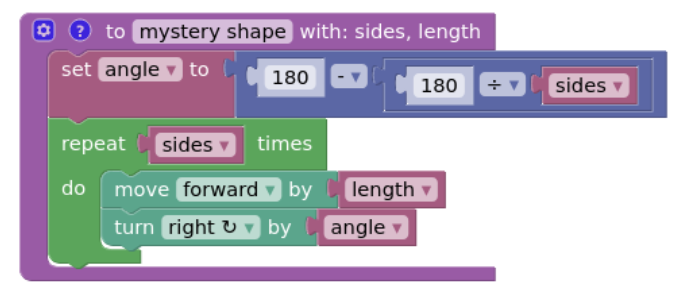 to mystery shape with: sides, length
set angle ▾ to 180 - ▾ 180 ÷ ▾ sides ▾
repeat sides ▾ times
do move forward ▾ by length ▾
turn right ↻ ▾ by angle ▾